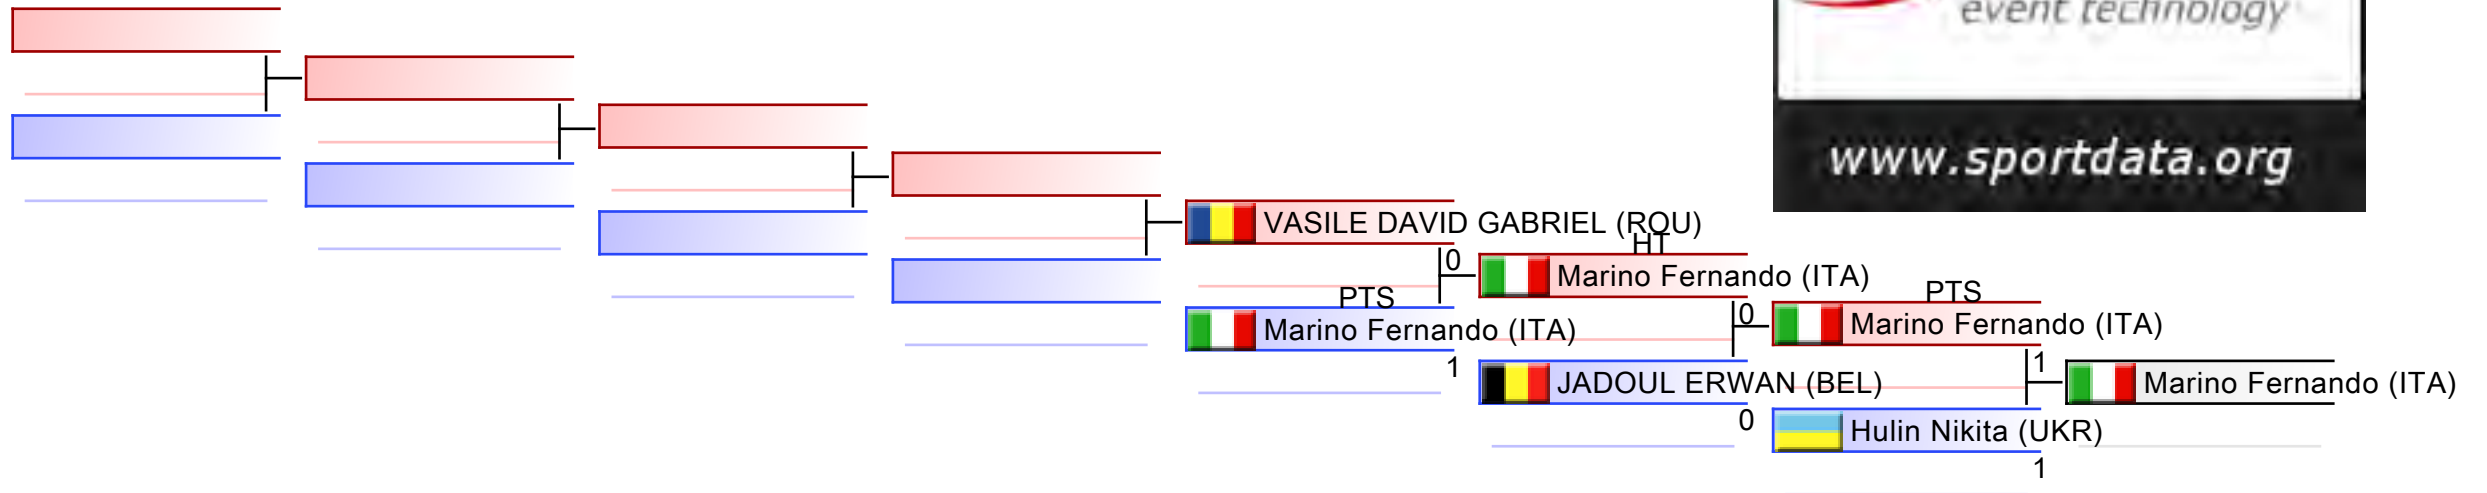 event technology
www.sportdata.org
VASILE DAVID GABRIEL (ROU)
HT
0
Marino Fernando (ITA)
PTS
PTS
0
Marino Fernando (ITA)
Marino Fernando (ITA)
1
1
JADOUL ERWAN (BEL)
Marino Fernando (ITA)
0
Hulin Nikita (UKR)
1